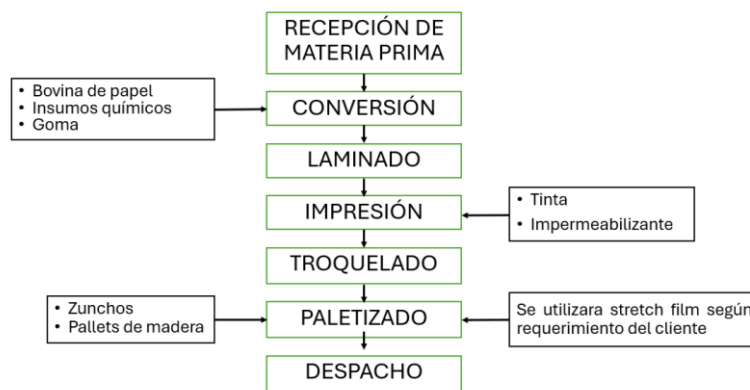 RECEPCIÓN DE
MATERIA PRIMA
• Bovina de papel
• Insumos químicos
• Goma
CONVERSIÓN
LAMINADO
IMPRESIÓN
• Tinta
• Impermeabilizante
TROQUELADO
• Zunchos
• Pallets de madera
PALETIZADO
Se utilizara stretch film según
requerimiento del cliente
DESPACHO